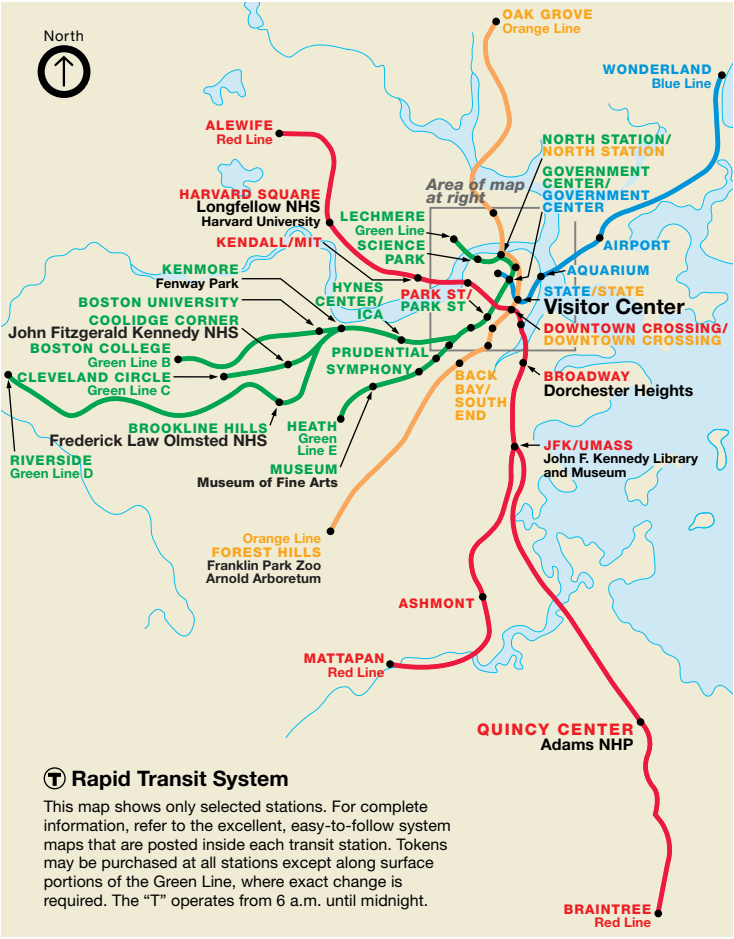 North
OAK GROVE
Orange Line
WONDERLAND
Blue Line
ALEWIFE
Red Line
NORTH STATION/
NORTH STATION
GOVERNMENT
CENTER/
GOVERNMENT
CENTER
Area of map
at right
HARVARD SQUARE
Longfellow NHS
Harvard University
LECHMERE
Green Line
KENDALL/MIT
SCIENCE
PARK
AIRPORT
KENMORE
Fenway Park
AQUARIUM
HYNES
CENTER/
ICA
PARK ST/
PARK ST
STATE/STATE
Visitor Center
BOSTON UNIVERSITY
COOLIDGE CORNER
John Fitzgerald Kennedy NHS
DOWNTOWN CROSSING/
DOWNTOWN CROSSING
BOSTON COLLEGE
Green Line B
PRUDENTIAL
SYMPHONY
CLEVELAND CIRCLE
Green Line C
BACK
BAY/
SOUTH
END
BROADWAY
Dorchester Heights
BROOKLINE HILLS
Frederick Law Olmsted NHS
HEATH
Green
Line E
JFK/UMASS
John F. Kennedy Library
and Museum
RIVERSIDE
Green Line D
MUSEUM
Museum of Fine Arts
Orange Line
FOREST HILLS
Franklin Park Zoo
Arnold Arboretum
ASHMONT
MATTAPAN
Red Line
QUINCY CENTER
Adams NHP
T Rapid Transit System
This map shows only selected stations. For complete
information, refer to the excellent, easy-to-follow system
maps that are posted inside each transit station. Tokens
may be purchased at all stations except along surface
portions of the Green Line, where exact change is
required. The “T” operates from 6 a.m. until midnight.
BRAINTREE
Red Line